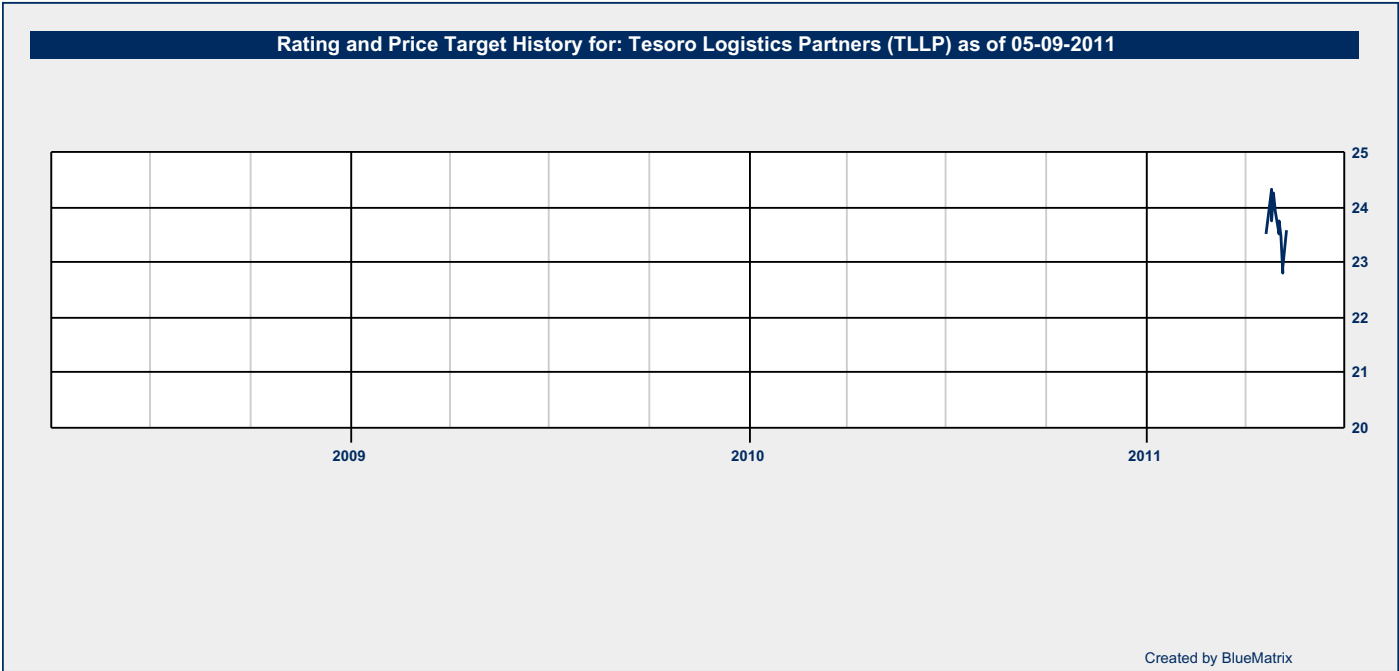 Rating and Price Target History for: Tesoro Logistics Partners (TLLP) as of 05-09-2011
25
24
23
22
21
20
2009 2010 2011
Created by BlueMatrix